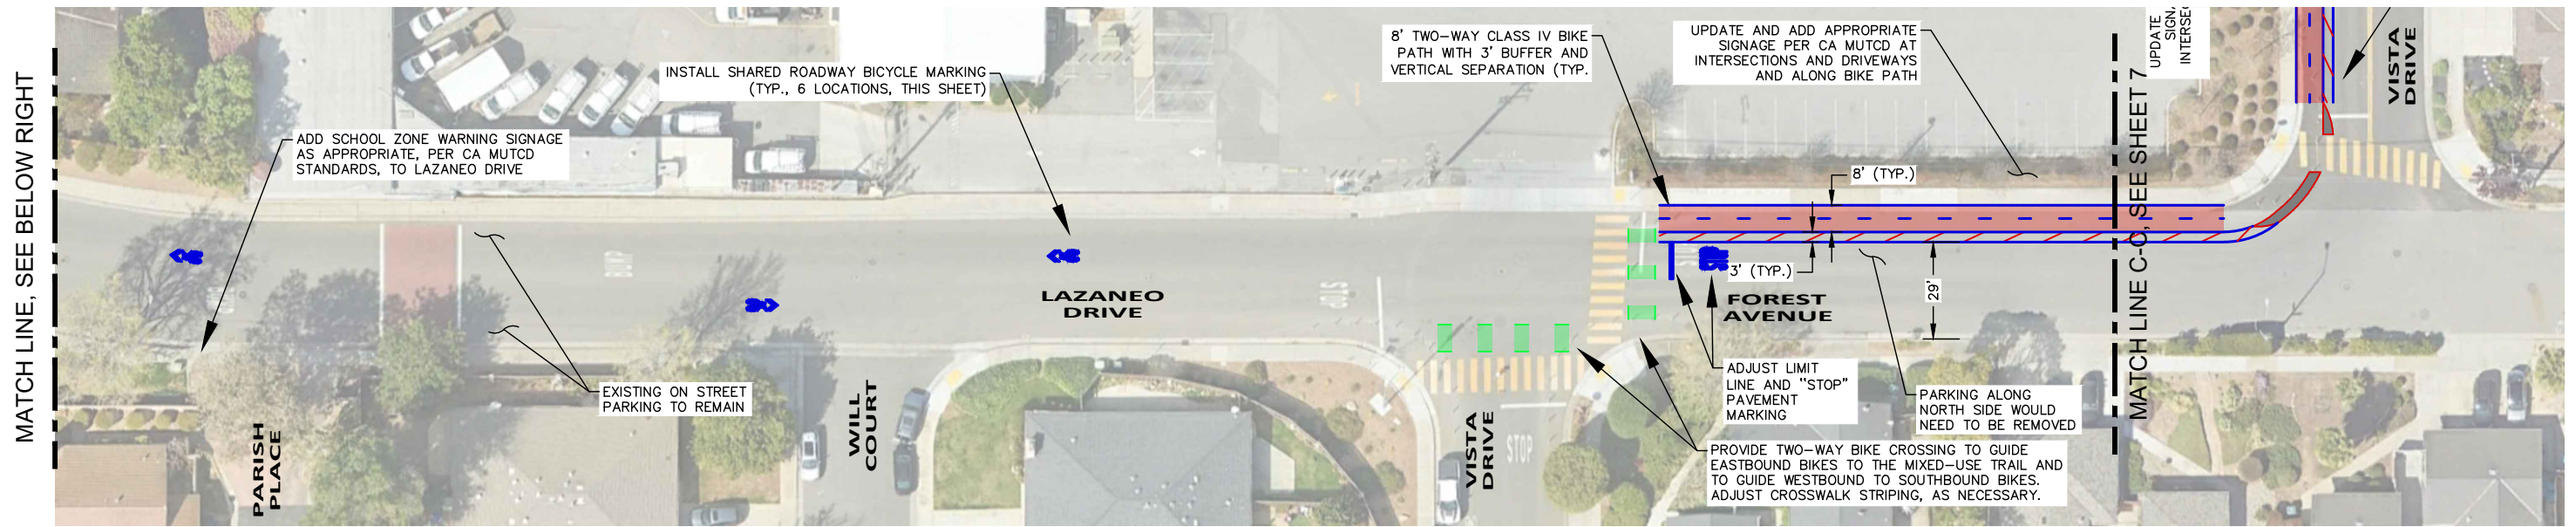 MATCH LINE, SEE BELOW RIGHT
ADD SCHOOL ZONE WARNING SIGNAGE
AS APPROPRIATE, PER CA MUTCD
STANDARDS, TO LAZANEO DRIVE
INSTALL SHARED ROADWAY BICYCLE MARKING
(TYP., 6 LOCATIONS, THIS SHEET)
8' TWO-WAY CLASS IV BIKE
PATH WITH 3' BUFFER AND
VERTICAL SEPARATION (TYP.
UPDATE AND ADD APPROPRIATE
SIGNAGE PER CA MUTCD AT
INTERSECTIONS AND DRIVEWAYS
AND ALONG BIKE PATH
UPDATE
SIGNA
INTERSEC
VISTA
DRIVE
MATCH LINE C-C, SEE SHEET 7
8' (TYP.)
3' (TYP.)
29'
BUMP
STOP
LAZANEO
DRIVE
FOREST
AVENUE
EXISTING ON STREET
PARKING TO REMAIN
PARISH
PLACE
WILL
COURT
VISTA
DRIVE
STOP
ADJUST LIMIT
LINE AND "STOP"
PAVEMENT
MARKING
PARKING ALONG
NORTH SIDE WOULD
NEED TO BE REMOVED
PROVIDE TWO-WAY BIKE CROSSING TO GUIDE
EASTBOUND BIKES TO THE MIXED-USE TRAIL AND
TO GUIDE WESTBOUND TO SOUTHBOUND BIKES.
ADJUST CROSSWALK STRIPING, AS NECESSARY.